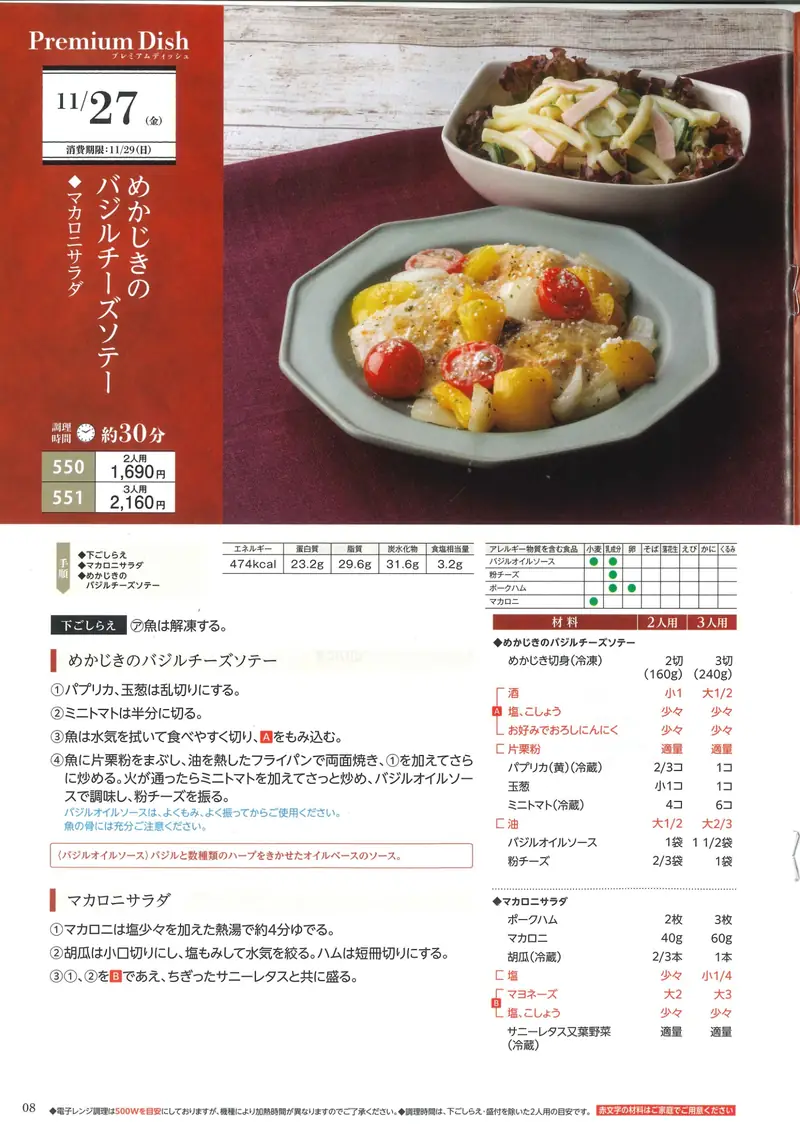 Premium Dish
プレミアムディッシュ
11/27(金)
消費期限:11/29(日)
めかじきの
バジルチーズソテー
◆マカロニサラダ
調理時間 約30分
550 2人用 1,690円
551 3人用 2,160円
手順
◆下ごしらえ
◆マカロニサラダ
◆めかじきの
バジルチーズソテー
エネルギー 蛋白質 脂質 炭水化物 食塩相当量
474kcal 23.2g 29.6g 31.6g 3.2g
アレルギー物質を含む食品 小麦 乳成分 卵 そば 落花生 えび かに くるみ
バジルオイルソース ● ●
粉チーズ ●
ポークハム ● ●
マカロニ ●
下ごしらえ ㋐魚は解凍する。
めかじきのバジルチーズソテー
①パプリカ、玉葱は乱切りにする。
②ミニトマトは半分に切る。
③魚は水気を拭いて食べやすく切り、Aをもみ込む。
④魚に片栗粉をまぶし、油を熱したフライパンで両面焼き、①を加えてさら
に炒める。火が通ったらミニトマトを加えてさっと炒め、バジルオイルソー
スで調味し、粉チーズを振る。
バジルオイルソースは、よくもみ、よく振ってからご使用ください。
魚の骨には充分ご注意ください。
〈バジルオイルソース〉バジルと数種類のハーブをきかせたオイルベースのソース。
マカロニサラダ
①マカロニは塩少々を加えた熱湯で約4分ゆでる。
②胡瓜は小口切りにし、塩もみして水気を絞る。ハムは短冊切りにする。
③①、②をBであえ、ちぎったサニーレタスと共に盛る。
材料 2人用 3人用
◆めかじきのバジルチーズソテー
めかじき切身(冷凍) 2切 3切
(160g) (240g)
A
酒 小1 大1/2
塩、こしょう 少々 少々
お好みでおろしにんにく 少々 少々
片栗粉 適量 適量
パプリカ(黄)(冷蔵) 2/3コ 1コ
玉葱 小1コ 1コ
ミニトマト(冷蔵) 4コ 6コ
油 大1/2 大2/3
バジルオイルソース 1袋 1 1/2袋
粉チーズ 2/3袋 1袋
◆マカロニサラダ
ポークハム 2枚 3枚
マカロニ 40g 60g
胡瓜(冷蔵) 2/3本 1本
塩 少々 小1/4
B
マヨネーズ 大2 大3
塩、こしょう 少々 少々
サニーレタス又葉野菜 適量 適量
(冷蔵)
08 ◆電子レンジ調理は500Wを目安にしておりますが、機種により加熱時間が異なりますのでご了承ください。◆調理時間は、下ごしらえ・盛付を除いた2人用の目安です。 赤文字の材料はご家庭でご用意ください